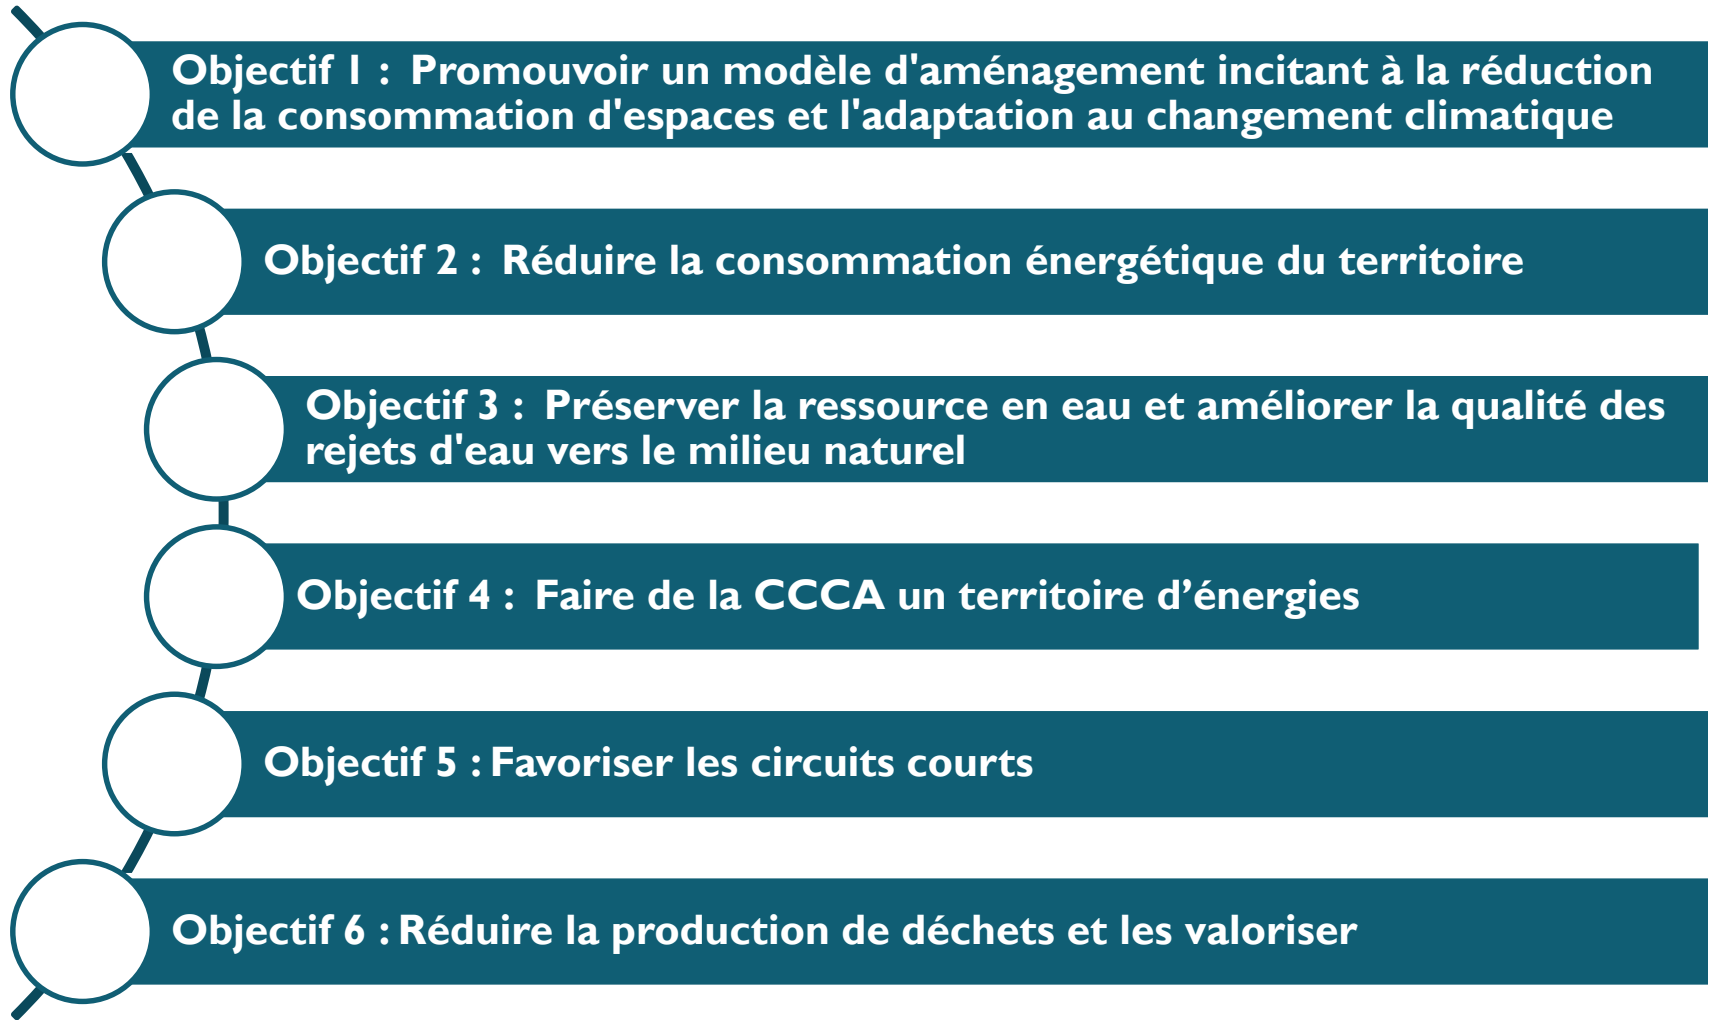 Objectif 1 : Promouvoir un modèle d'aménagement incitant à la réduction
de la consommation d'espaces et l'adaptation au changement climatique
Objectif 2 : Réduire la consommation énergétique du territoire
Objectif 3 : Préserver la ressource en eau et améliorer la qualité des
rejets d'eau vers le milieu naturel
Objectif 4 : Faire de la CCCA un territoire d’énergies
Objectif 5 : Favoriser les circuits courts
Objectif 6 : Réduire la production de déchets et les valoriser